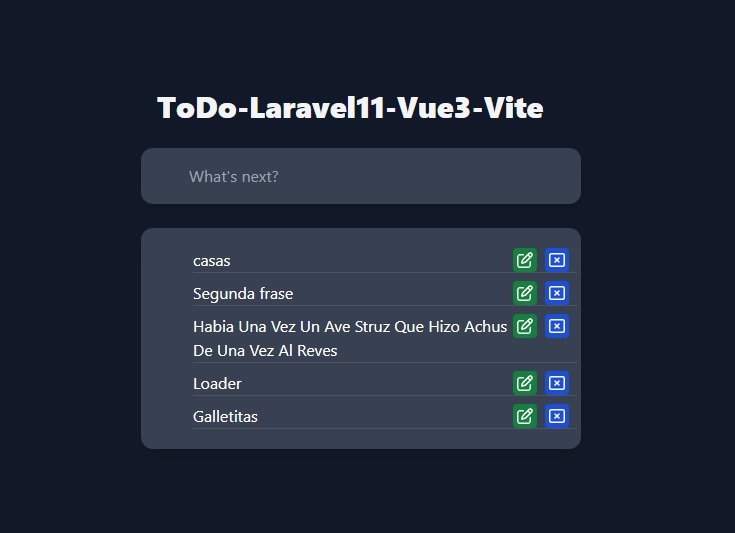 ToDo-Laravel11-Vue3-Vite
What's next?
casas
Segunda frase
Habia Una Vez Un Ave Struz Que Hizo Achus
De Una Vez Al Reves
Loader
Galletitas